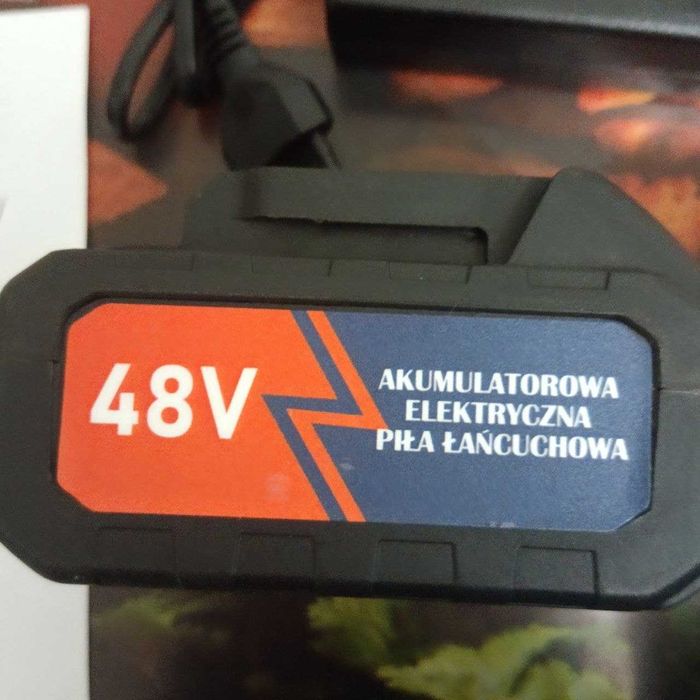 48V
AKUMULATOROWA
ELEKTRYCZNA
PIŁA ŁAŃCUCHOWA